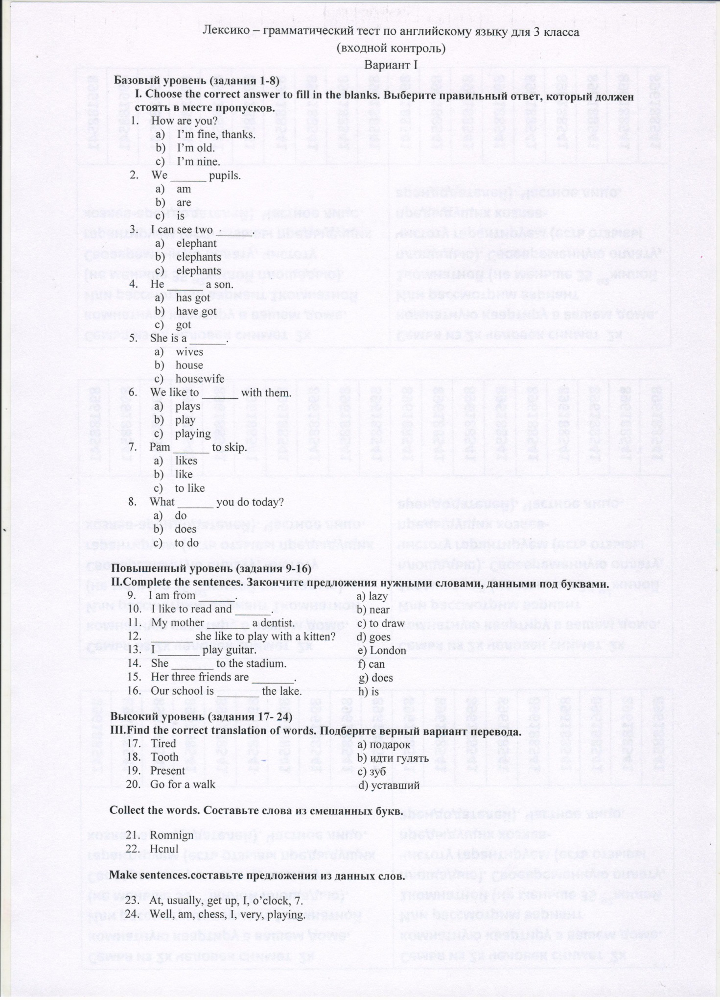 Лексико – грамматический тест по английскому языку для 3 класса
(входной контроль)
Вариант I
Базовый уровень (задания 1-8)
I. Choose the correct answer to fill in the blanks. Выберите правильный ответ, который должен
стоять в месте пропусков.
1. How are you?
a) I’m fine, thanks.
b) I’m old.
c) I’m nine.
2. We ______ pupils.
a) am
b) are
c) is
3. I can see two ______.
a) elephant
b) elephants
c) elephants
4. He ______ a son.
a) has got
b) have got
c) got
5. She is a ______.
a) wives
b) house
c) housewife
6. We like to ______ with them.
a) plays
b) play
c) playing
7. Pam ______ to skip.
a) likes
b) like
c) to like
8. What ______ you do today?
a) do
b) does
c) to do
Повышенный уровень (задания 9-16)
II.Complete the sentences. Закончите предложения нужными словами, данными под буквами.
9. I am from ______. a) lazy
10. I like to read and ______. b) near
11. My mother _______ a dentist. c) to draw
12. _______ she like to play with a kitten? d) goes
13. I _______ play guitar. e) London
14. She _______ to the stadium. f) can
15. Her three friends are _______. g) does
16. Our school is _______ the lake. h) is
Высокий уровень (задания 17- 24)
III.Find the correct translation of words. Подберите верный вариант перевода.
17. Tired a) подарок
18. Tooth b) идти гулять
19. Present c) зуб
20. Go for a walk d) уставший
Collect the words. Составьте слова из смешанных букв.
21. Romnign
22. Hcnul
Make sentences.составьте предложения из данных слов.
23. At, usually, get up, I, o’clock, 7.
24. Well, am, chess, I, very, playing.